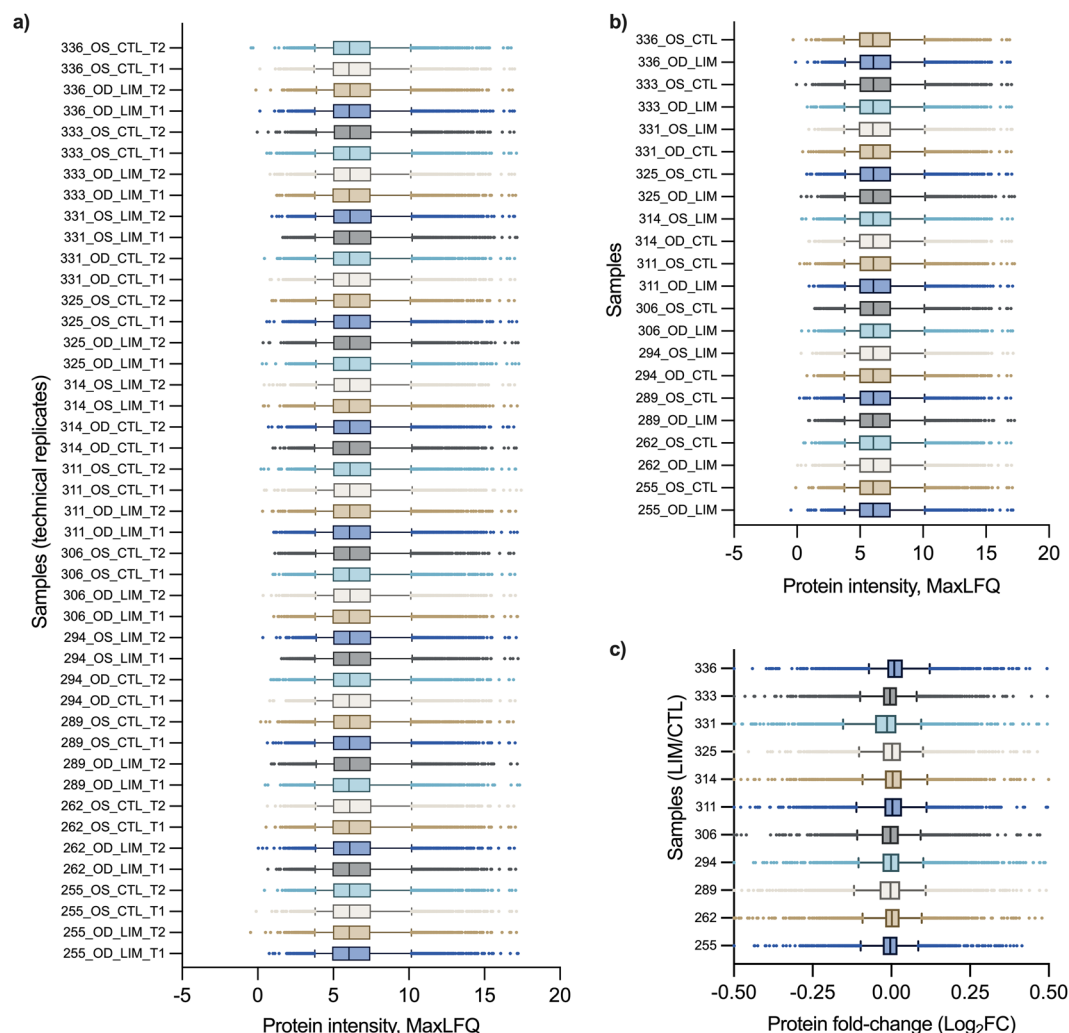 a)
Samples (technical replicates)
336_OS_CTL_T2
336_OS_CTL_T1
336_OD_LIM_T2
336_OD_LIM_T1
333_OS_CTL_T2
333_OS_CTL_T1
333_OD_LIM_T2
333_OD_LIM_T1
331_OS_LIM_T2
331_OS_LIM_T1
331_OD_CTL_T2
331_OD_CTL_T1
325_OS_CTL_T2
325_OS_CTL_T1
325_OD_LIM_T2
325_OD_LIM_T1
314_OS_LIM_T2
314_OS_LIM_T1
314_OD_CTL_T2
314_OD_CTL_T1
311_OS_CTL_T2
311_OS_CTL_T1
311_OD_LIM_T2
311_OD_LIM_T1
306_OS_CTL_T2
306_OS_CTL_T1
306_OD_LIM_T2
306_OD_LIM_T1
294_OS_LIM_T2
294_OS_LIM_T1
294_OD_CTL_T2
294_OD_CTL_T1
289_OS_CTL_T2
289_OS_CTL_T1
289_OD_LIM_T2
289_OD_LIM_T1
262_OS_CTL_T2
262_OS_CTL_T1
262_OD_LIM_T2
262_OD_LIM_T1
255_OS_CTL_T2
255_OS_CTL_T1
255_OD_LIM_T2
255_OD_LIM_T1
-5 0 5 10 15 20
Protein intensity, MaxLFQ
b)
Samples
336_OS_CTL
336_OD_LIM
333_OS_CTL
333_OD_LIM
331_OS_LIM
331_OD_CTL
325_OS_CTL
325_OD_LIM
314_OS_LIM
314_OD_CTL
311_OS_CTL
311_OD_LIM
306_OS_CTL
306_OD_LIM
294_OS_LIM
294_OD_CTL
289_OS_CTL
289_OD_LIM
262_OS_CTL
262_OD_LIM
255_OS_CTL
255_OD_LIM
-5 0 5 10 15 20
Protein intensity, MaxLFQ
c)
Samples (LIM/CTL)
336
333
331
325
314
311
306
294
289
262
255
-0.50 -0.25 0.00 0.25 0.50
Protein fold-change (Log₂FC)